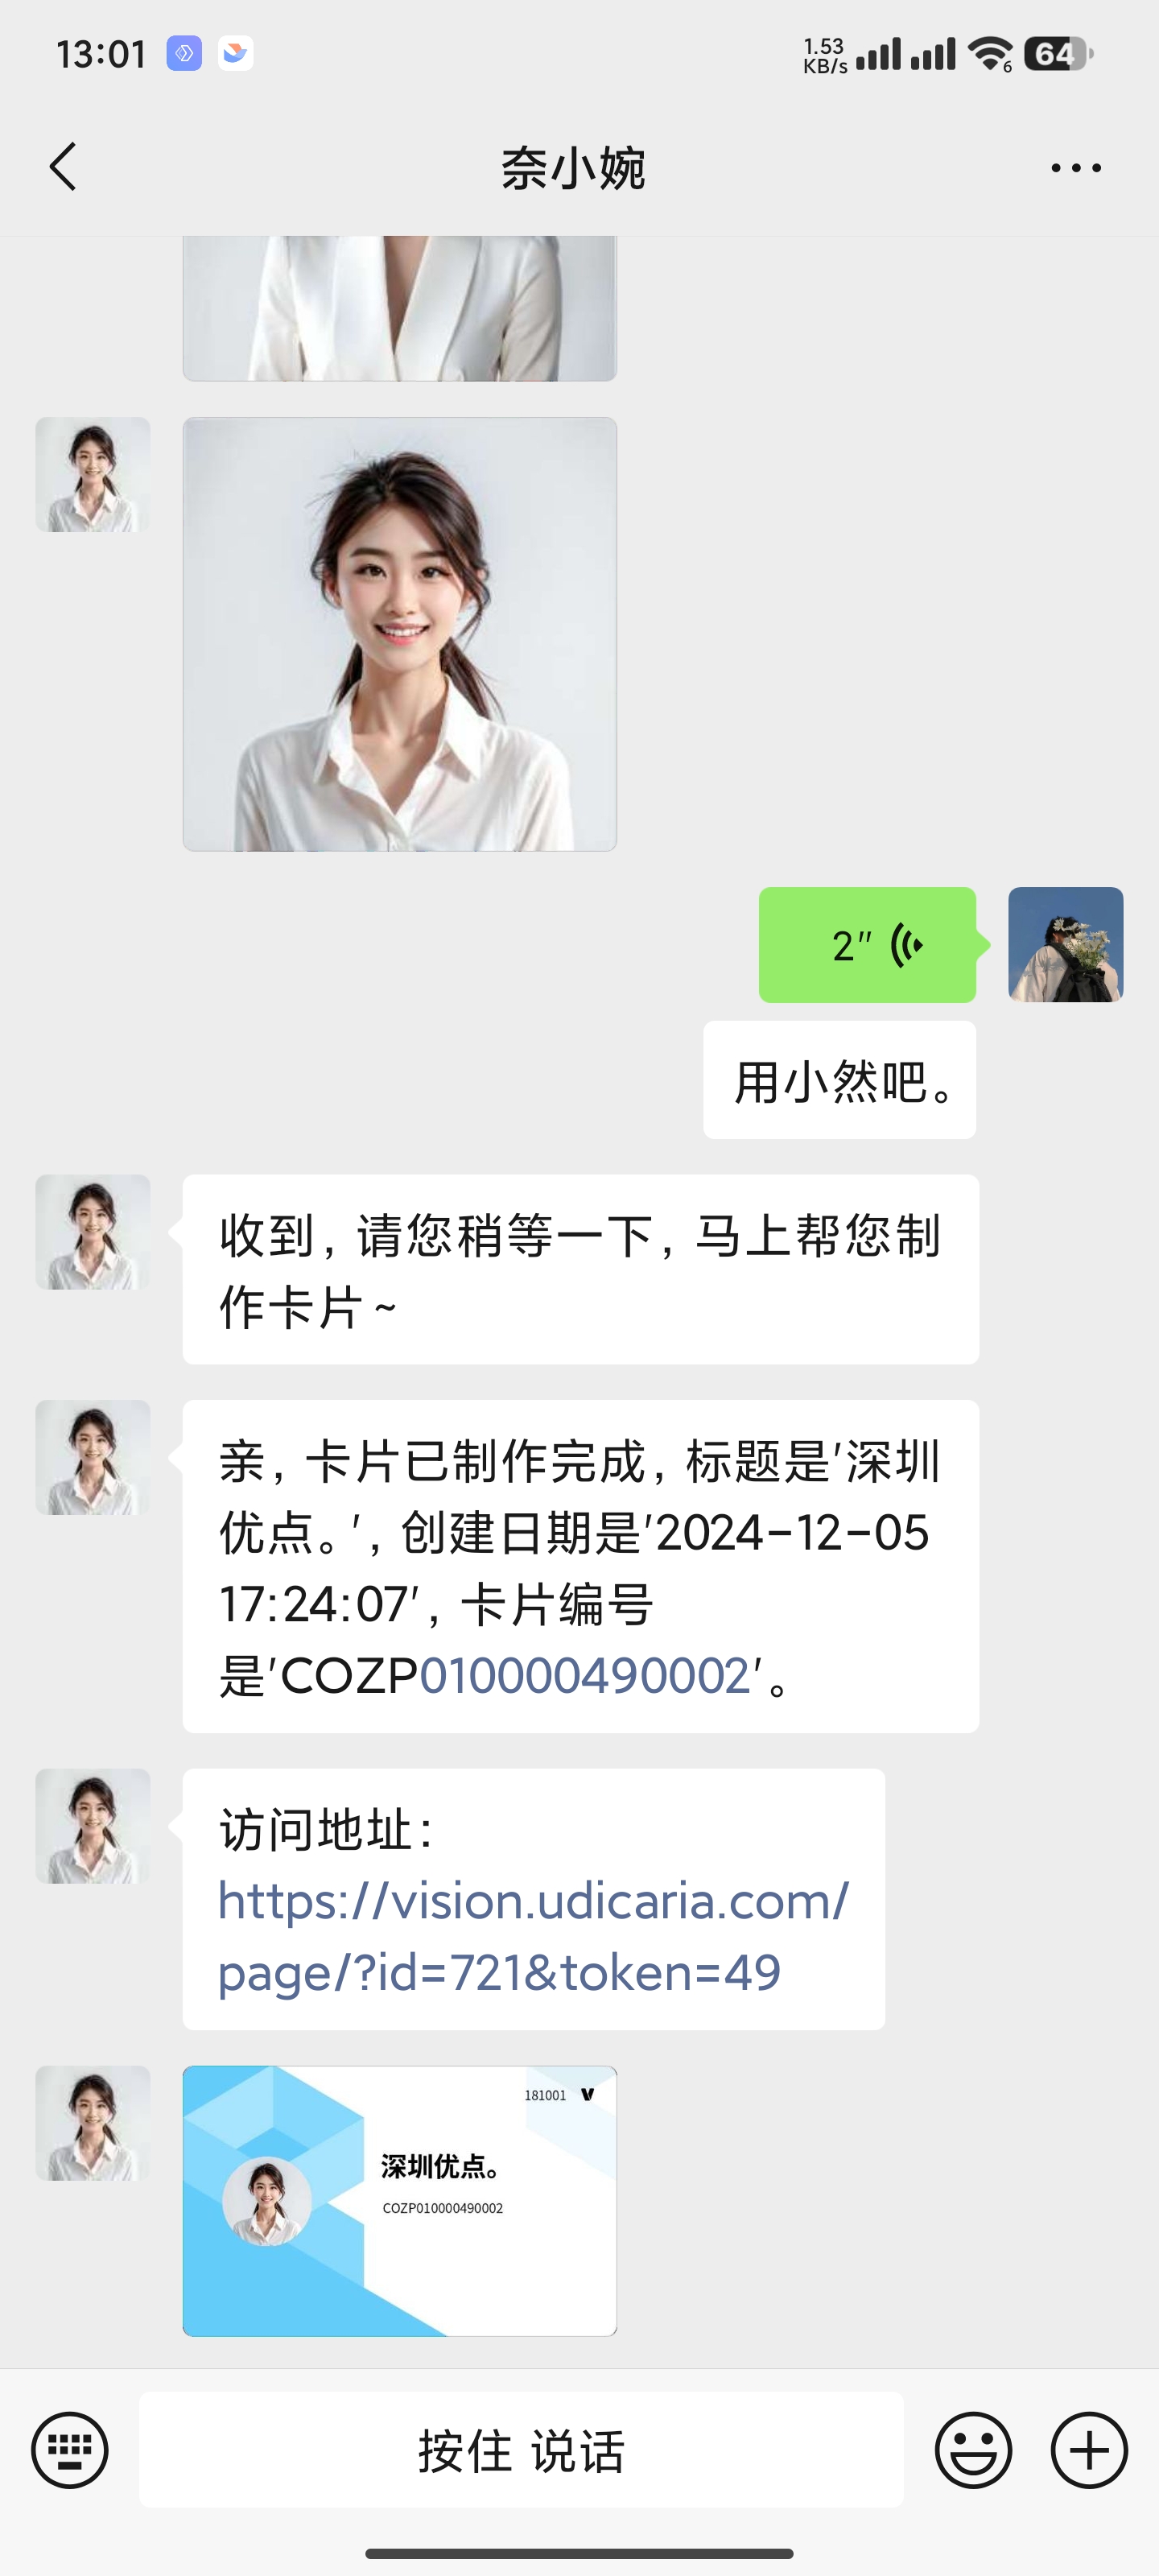 13:01
1.53
KB/s
6
64
奈小婉
2"
用小然吧。
收到，请您稍等一下，马上帮您制
作卡片~
亲，卡片已制作完成，标题是'深圳
优点。'，创建日期是'2024-12-05
17:24:07'，卡片编号
是'COZP010000490002'。
访问地址：
https://vision.udicaria.com/
page/?id=721&token=49
181001
深圳优点。
COZP010000490002
按住 说话